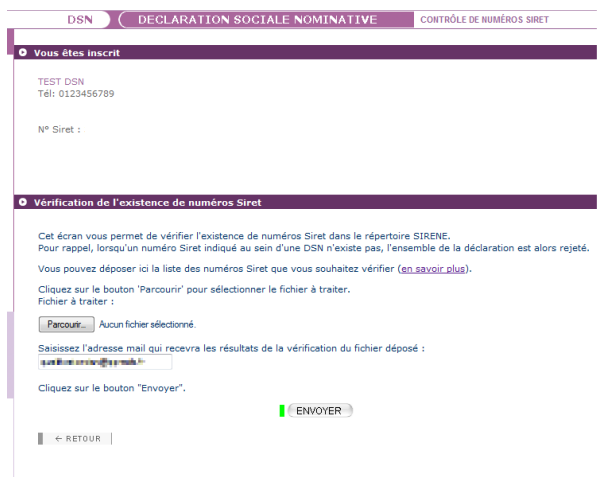 DSN DECLARATION SOCIALE NOMINATIVE CONTRÔLE DE NUMÉROS SIRET
Vous êtes inscrit
TEST DSN
Tél: 0123456789
N° Siret :
Vérification de l'existence de numéros Siret
Cet écran vous permet de vérifier l'existence de numéros Siret dans le répertoire SIRENE.
Pour rappel, lorsqu'un numéro Siret indiqué au sein d'une DSN n'existe pas, l'ensemble de la déclaration est alors rejeté.
Vous pouvez déposer ici la liste des numéros Siret que vous souhaitez vérifier (en savoir plus).
Cliquez sur le bouton 'Parcourir' pour sélectionner le fichier à traiter.
Fichier à traiter :
Parcourir... Aucun fichier sélectionné.
Saisissez l'adresse mail qui recevra les résultats de la vérification du fichier déposé :
Cliquez sur le bouton "Envoyer".
ENVOYER
← RETOUR